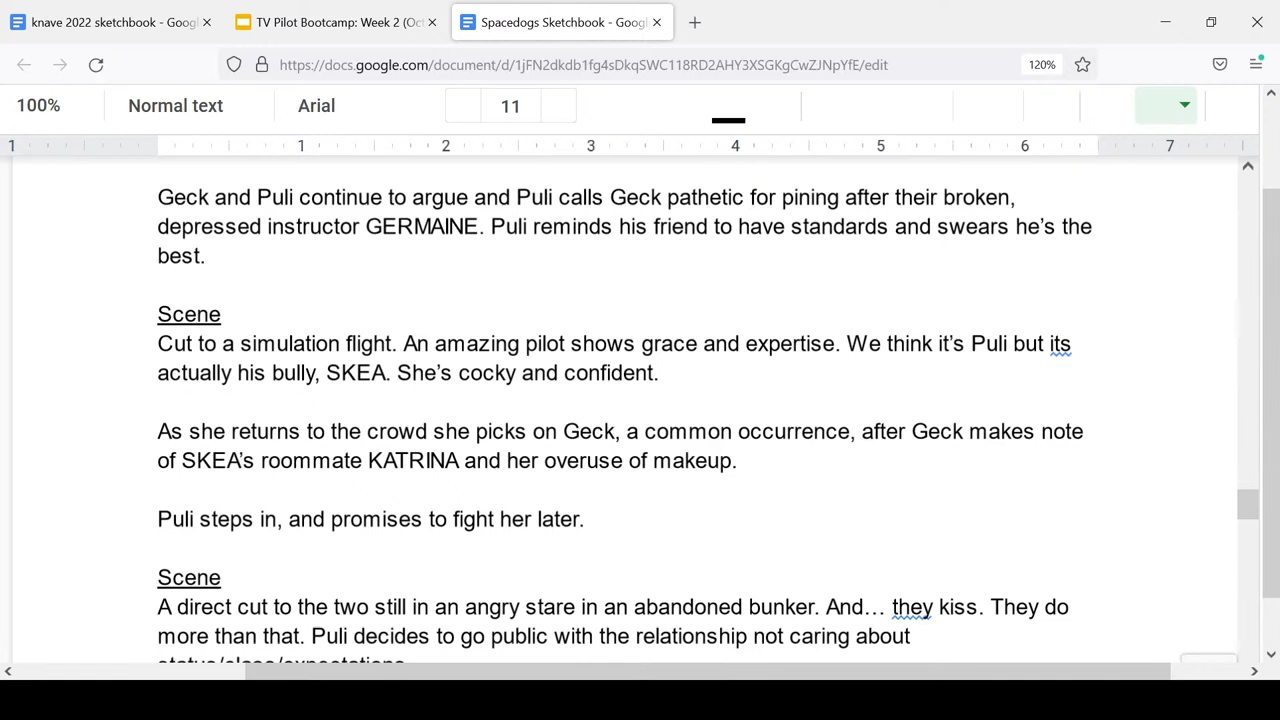 knave 2022 sketchbook - Googl
TV Pilot Bootcamp: Week 2 (Oct
Spacedogs Sketchbook - Googl
https://docs.google.com/document/d/1jFN2dkdb1fg4sDkqSWC118RD2AHY3XSGKgCwZJNpYfE/edit
120%
100%
Normal text
Arial
11
1 1 2 3 4 5 6 7
Geck and Puli continue to argue and Puli calls Geck pathetic for pining after their broken,
depressed instructor GERMAINE. Puli reminds his friend to have standards and swears he's the
best.
Scene
Cut to a simulation flight. An amazing pilot shows grace and expertise. We think it's Puli but its
actually his bully, SKEA. She's cocky and confident.
As she returns to the crowd she picks on Geck, a common occurrence, after Geck makes note
of SKEA's roommate KATRINA and her overuse of makeup.
Puli steps in, and promises to fight her later.
Scene
A direct cut to the two still in an angry stare in an abandoned bunker. And… they kiss. They do
more than that. Puli decides to go public with the relationship not caring about
status/class/expectations